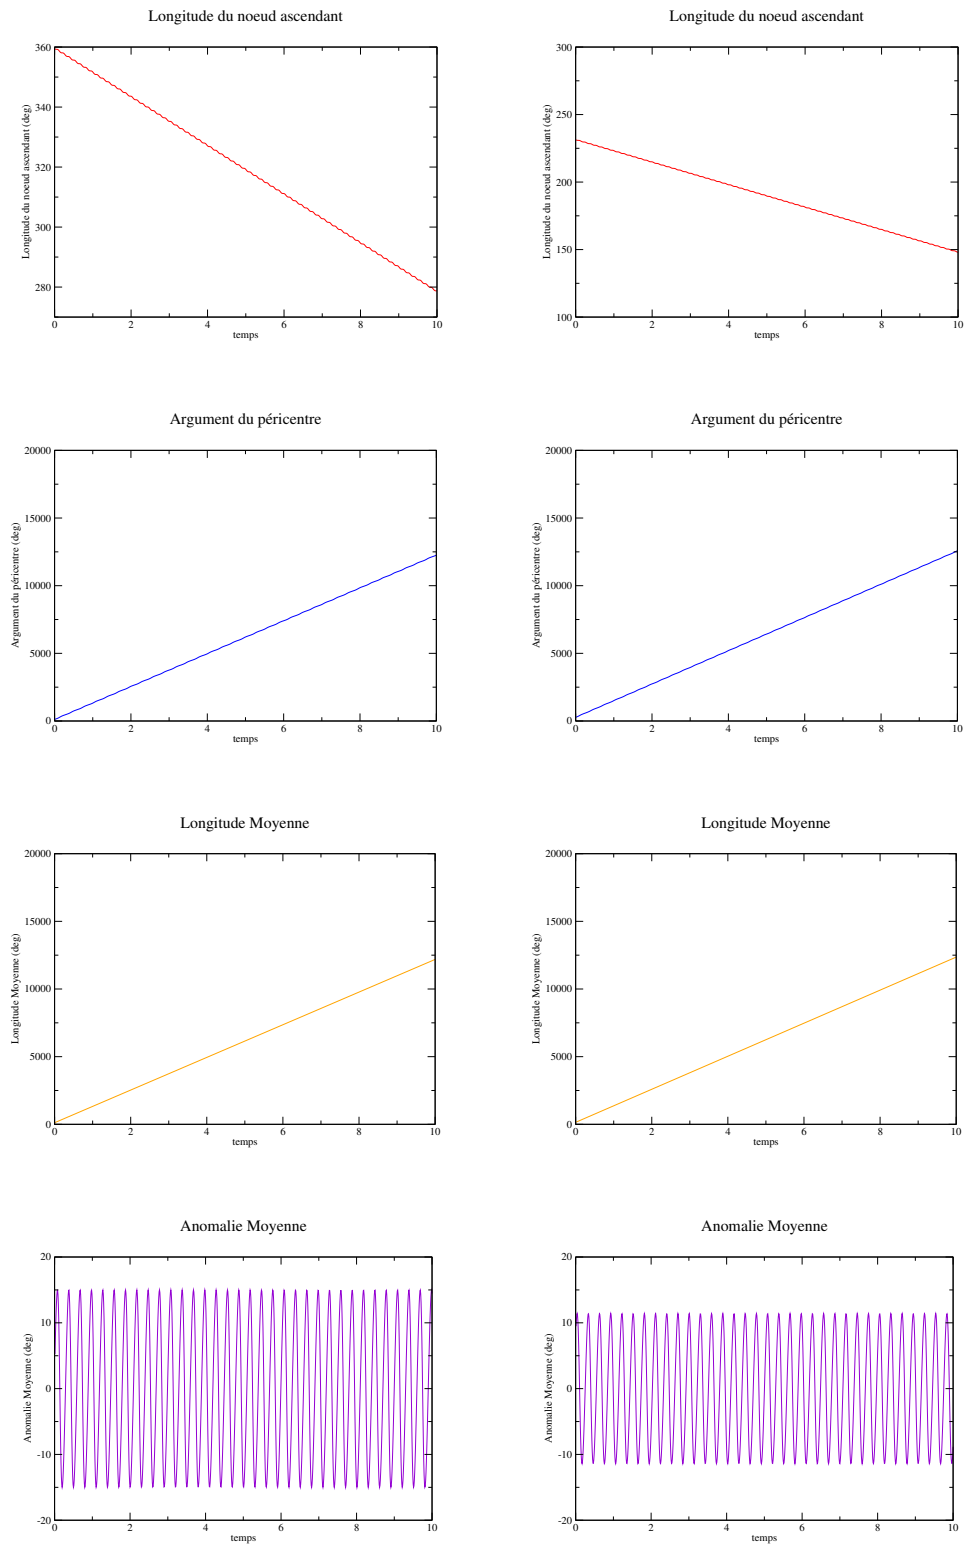 Longitude du noeud ascendant
Longitude du noeud ascendant (deg)
360
340
320
300
280
0 2 4 6 8 10
temps
Longitude du noeud ascendant
Longitude du noeud ascendant (deg)
300
250
200
150
100
0 2 4 6 8 10
temps
Argument du péricentre
Argument du péricentre (deg)
20000
15000
10000
5000
0
0 2 4 6 8 10
temps
Argument du péricentre
Argument du péricentre (deg)
20000
15000
10000
5000
0
0 2 4 6 8 10
temps
Longitude Moyenne
Longitude Moyenne (deg)
20000
15000
10000
5000
0
0 2 4 6 8 10
temps
Longitude Moyenne
Longitude Moyenne (deg)
20000
15000
10000
5000
0
0 2 4 6 8 10
temps
Anomalie Moyenne
Anomalie Moyenne (deg)
20
10
0
-10
-20
0 2 4 6 8 10
temps
Anomalie Moyenne
Anomalie Moyenne (deg)
20
10
0
-10
-20
0 2 4 6 8 10
temps